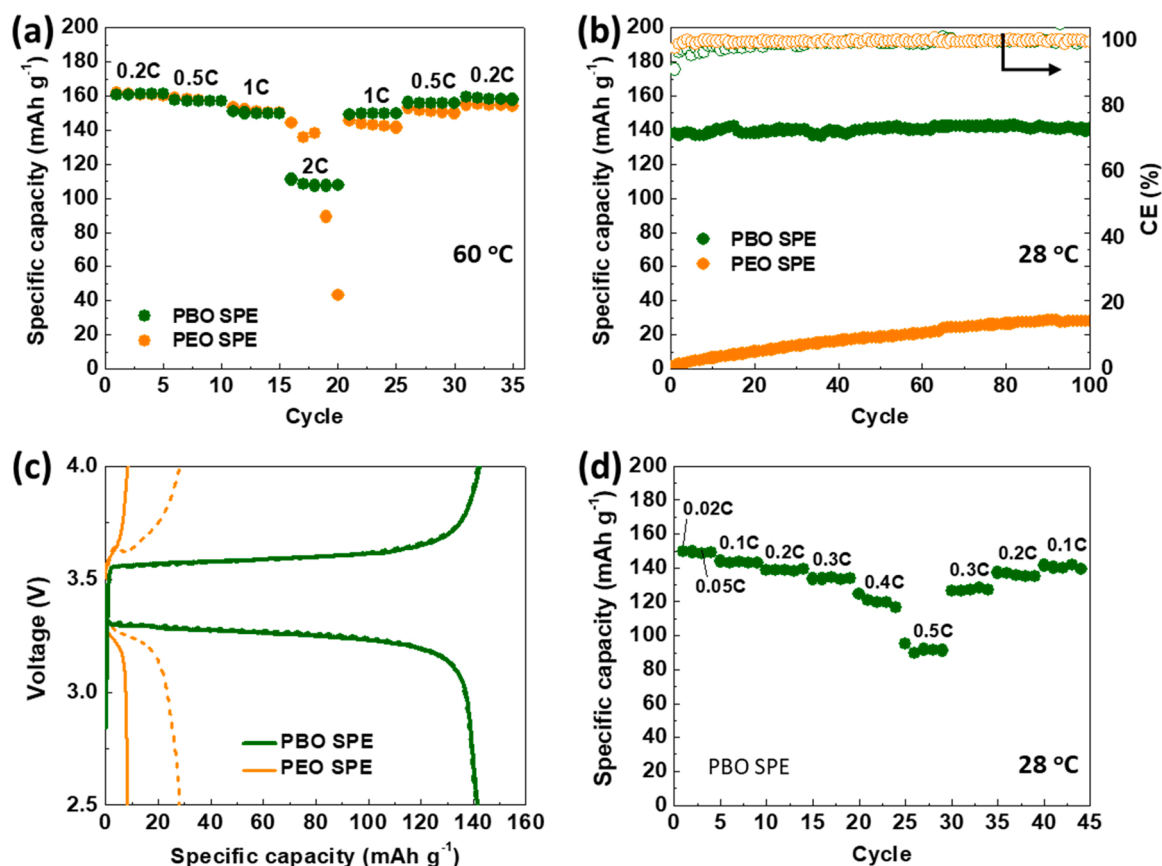 (a)
200
180
160
140
120
100
80
60
40
20
0
Specific capacity (mAh g⁻¹)
0.2C
0.5C
1C
2C
1C
0.5C
0.2C
60 °C
PBO SPE
PEO SPE
0 5 10 15 20 25 30 35
Cycle
(b)
200
180
160
140
120
100
80
60
40
20
0
Specific capacity (mAh g⁻¹)
PBO SPE
PEO SPE
28 °C
100
80
60
40
20
0
CE (%)
0 20 40 60 80 100
Cycle
(c)
4.0
3.5
3.0
2.5
Voltage (V)
PBO SPE
PEO SPE
0 20 40 60 80 100 120 140 160
Specific capacity (mAh g⁻¹)
(d)
200
180
160
140
120
100
80
60
40
20
0
Specific capacity (mAh g⁻¹)
0.02C
0.05C
0.1C
0.2C
0.3C
0.4C
0.5C
0.3C
0.2C
0.1C
PBO SPE
28 °C
0 5 10 15 20 25 30 35 40 45
Cycle